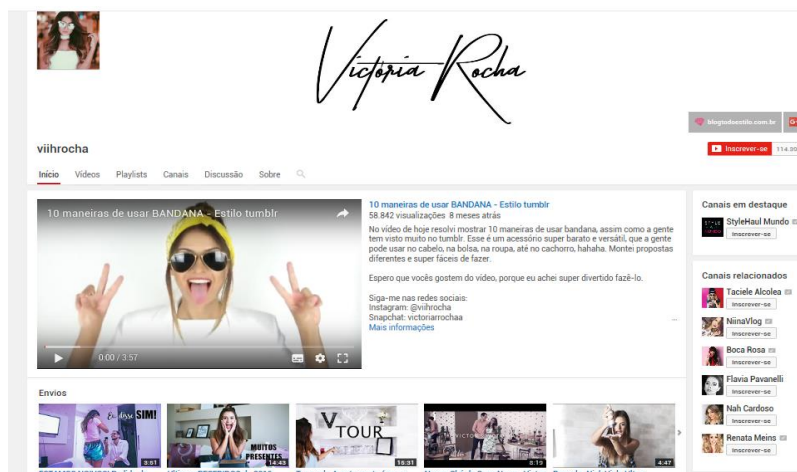 Victória Rocha
blogtodoestilo.com.br
viihrocha
Inscrever-se
Início Vídeos Playlists Canais Discussão Sobre
10 maneiras de usar BANDANA - Estilo tumblr
0:00 / 3:57
10 maneiras de usar BANDANA - Estilo tumblr
58.842 visualizações 8 meses atrás
No vídeo de hoje resolvi mostrar 10 maneiras de usar bandana, assim como a gente
tem visto muito no tumblr. Esse é um acessório super barato e versátil, que a gente
pode usar no cabelo, na bolsa, na roupa, até no cachorro, hahaha. Montei propostas
diferentes e super fáceis de fazer.
Espero que vocês gostem do vídeo, porque eu achei super divertido fazê-lo.
Siga-me nas redes sociais:
Instagram: @viihrocha
Snapchat: victoriarrochaa
...
Mais informações
Canais em destaque
StyleHaul Mundo
Inscrever-se
Canais relacionados
Taciele Alcolea
Inscrever-se
NiinaVlog
Inscrever-se
Boca Rosa
Inscrever-se
Flavia Pavanelli
Inscrever-se
Nah Cardoso
Inscrever-se
Renata Meins
Inscrever-se
Envios
Eu disse SIM!
3:51
MUITOS
PRESENTES
14:43
V
TOUR
15:31
8:19
4:47